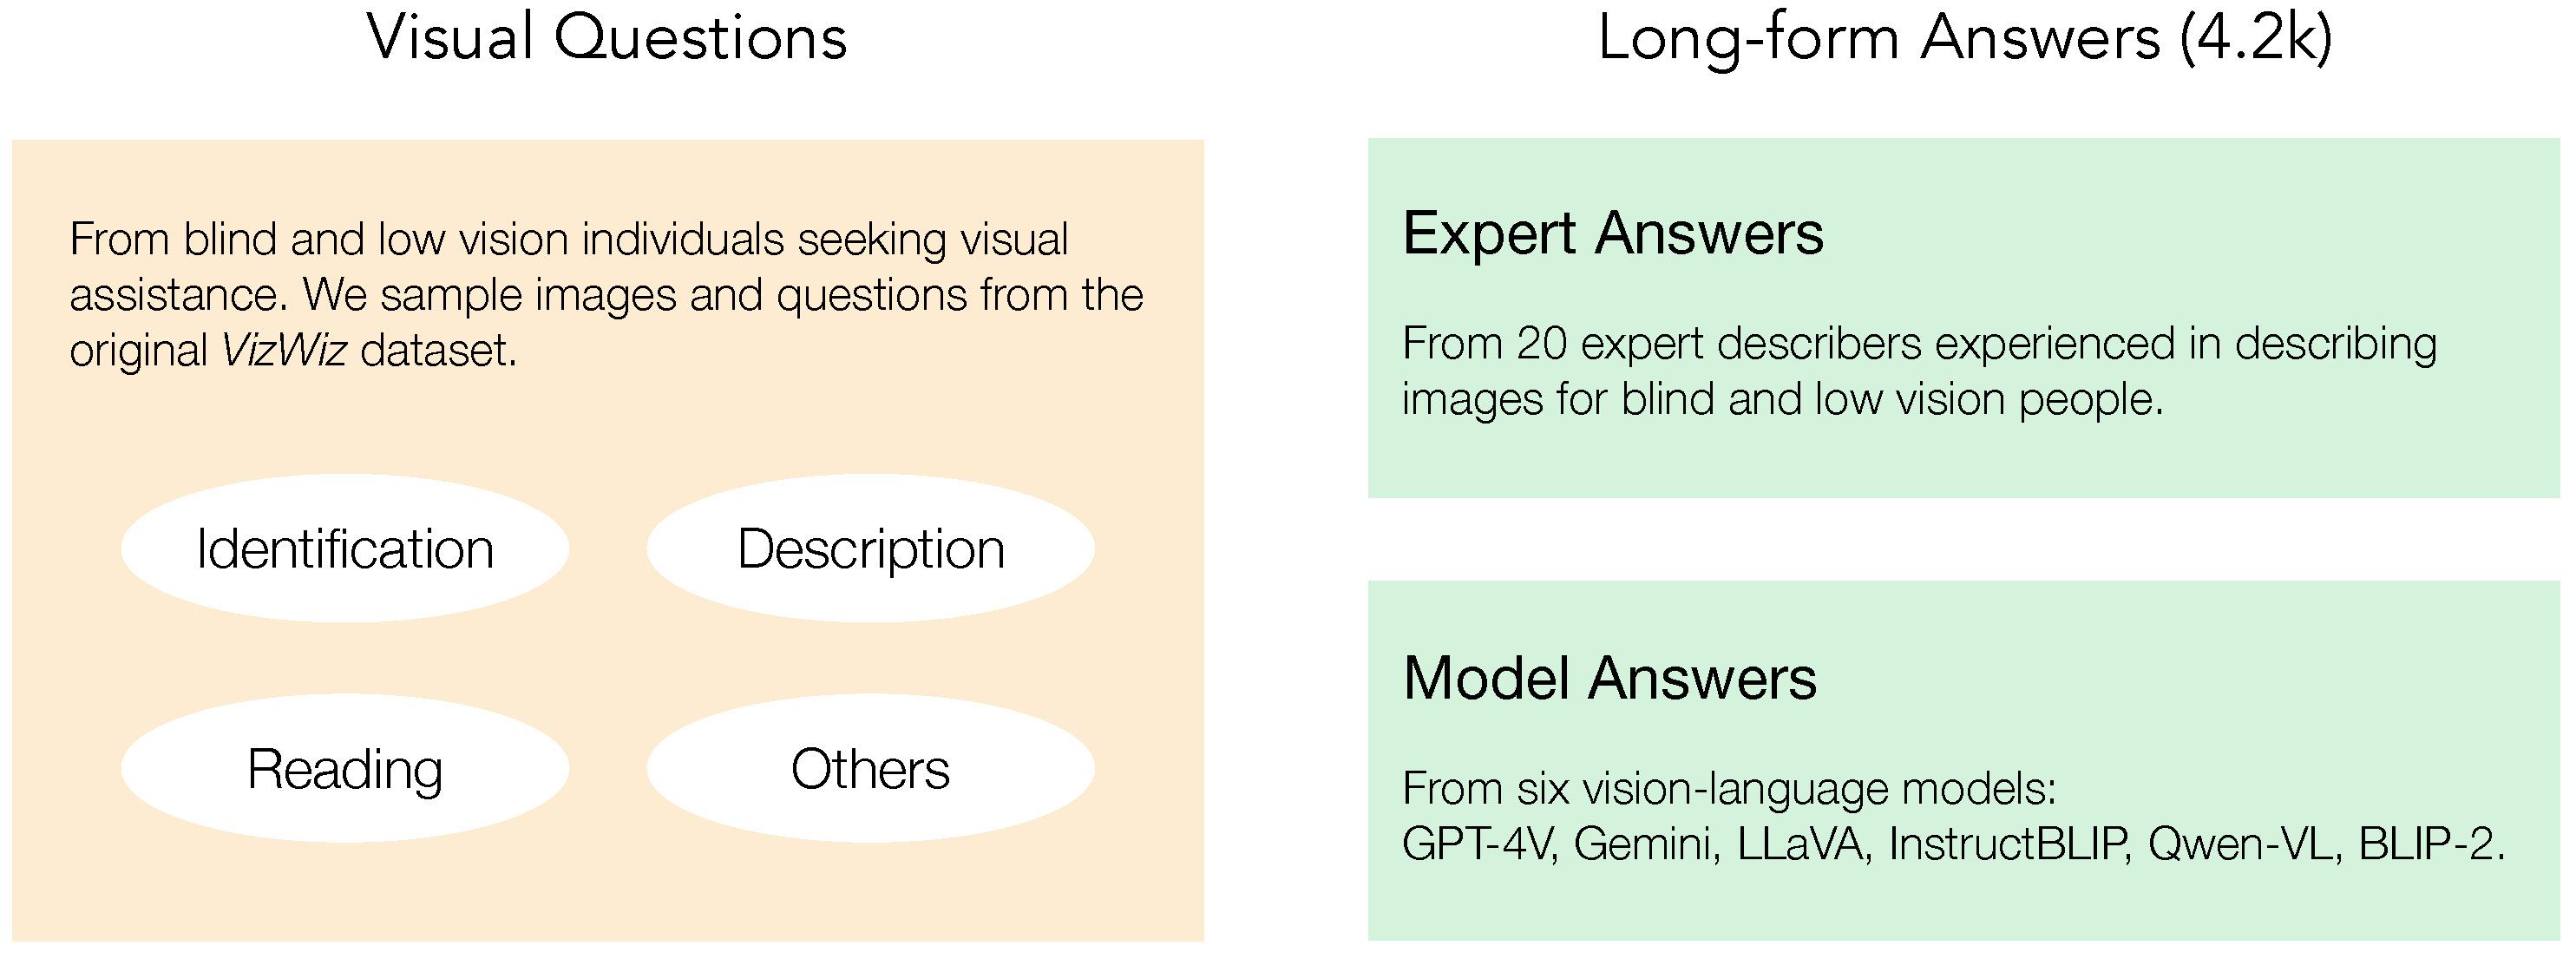 Visual Questions
From blind and low vision individuals seeking visual
assistance. We sample images and questions from the
original VizWiz dataset.
Identification
Description
Reading
Others
Long-form Answers (4.2k)
Expert Answers
From 20 expert describers experienced in describing
images for blind and low vision people.
Model Answers
From six vision-language models:
GPT-4V, Gemini, LLaVA, InstructBLIP, Qwen-VL, BLIP-2.